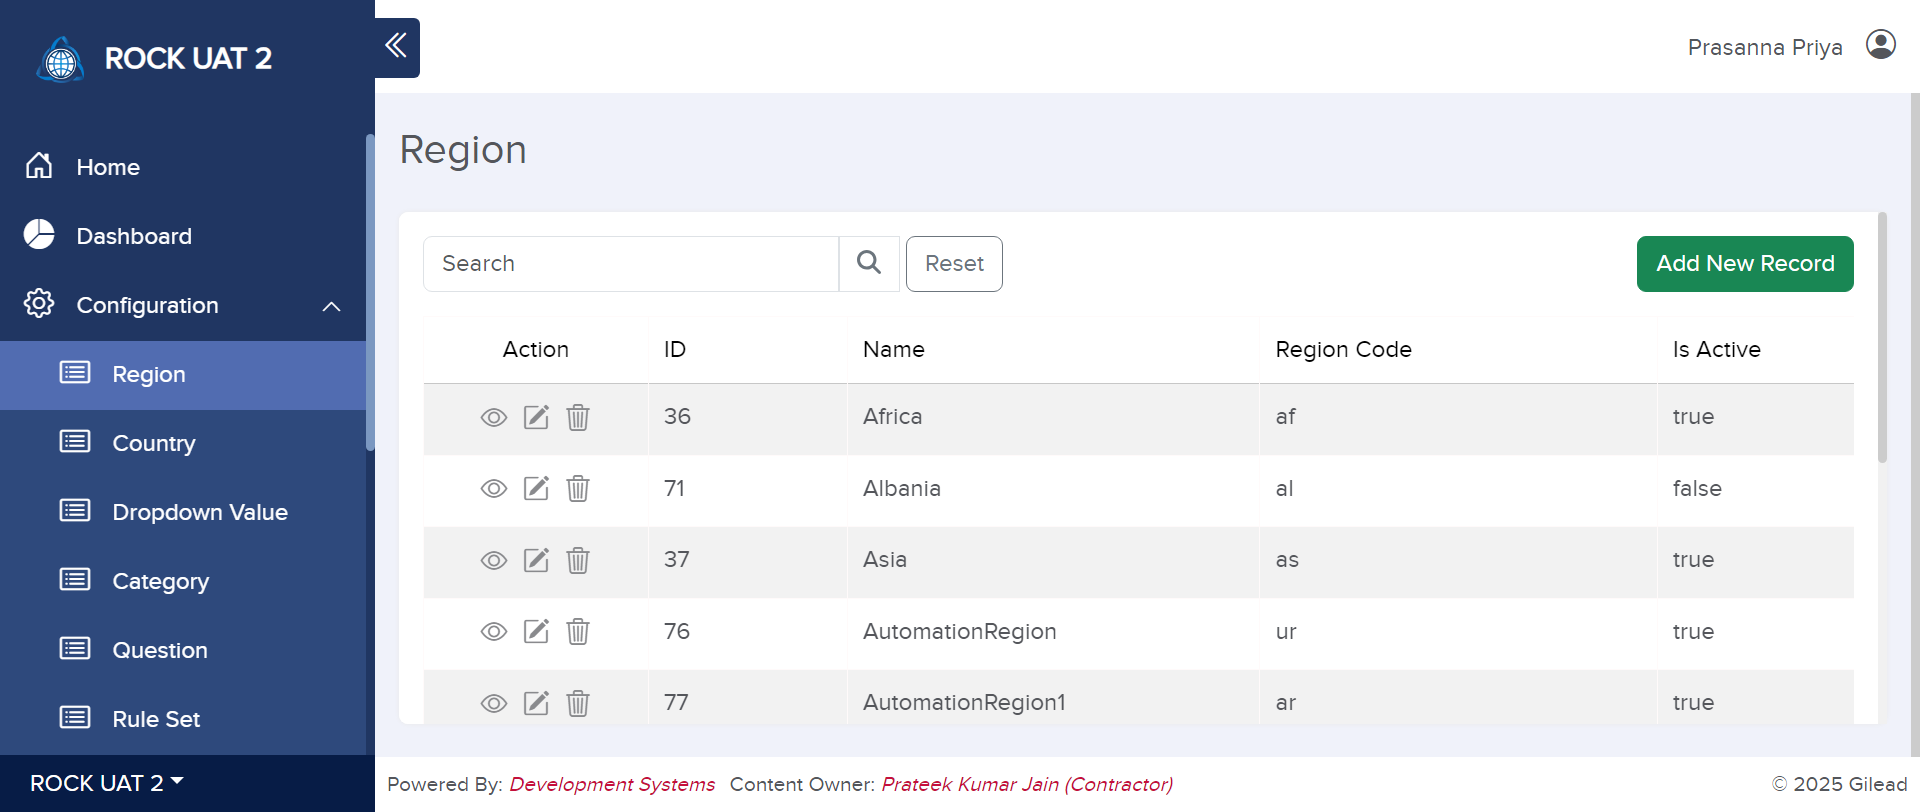 ROCK UAT 2
Prasanna Priya
Home
Dashboard
Configuration
Region
Country
Dropdown Value
Category
Question
Rule Set
ROCK UAT 2
Region
Search
Reset
Add New Record
Action ID Name Region Code Is Active
36 Africa af true
71 Albania al false
37 Asia as true
76 AutomationRegion ur true
77 AutomationRegion1 ar true
Powered By: Development Systems Content Owner: Prateek Kumar Jain (Contractor)
© 2025 Gilead